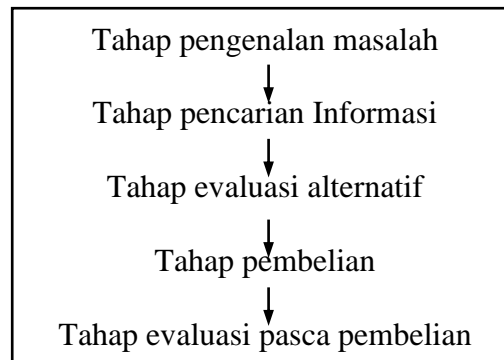 Tahap pengenalan masalah
Tahap pencarian Informasi
Tahap evaluasi alternatif
Tahap pembelian
Tahap evaluasi pasca pembelian